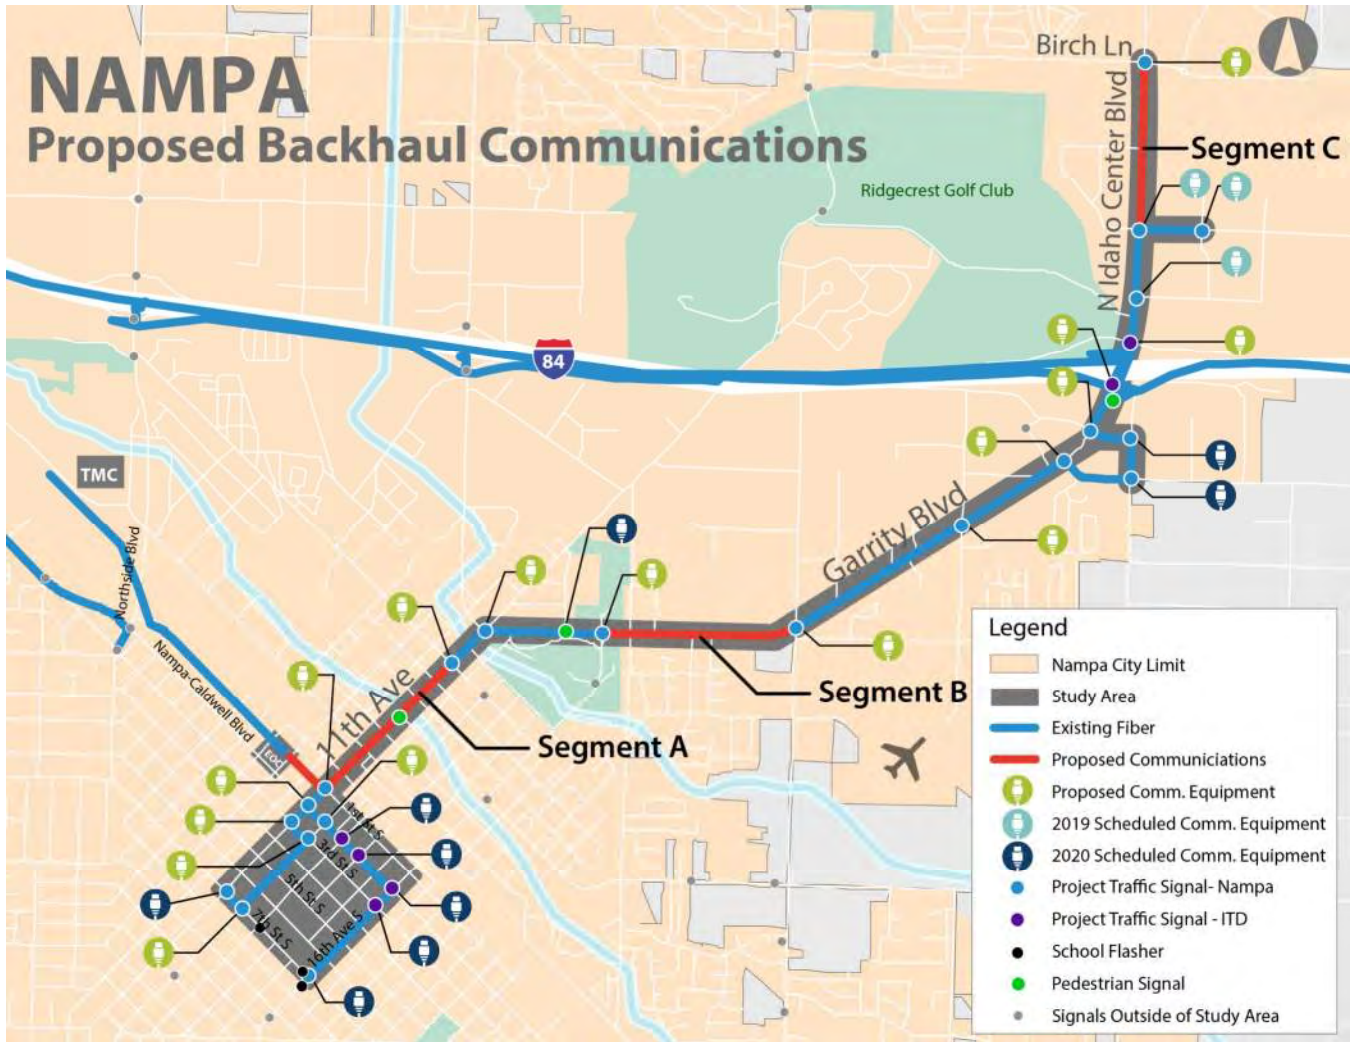 NAMPA
Proposed Backhaul Communications
Birch Ln
N Idaho Center Blvd
Segment C
Ridgecrest Golf Club
84
TMC
Northside Blvd
Nampa-Caldwell Blvd
11th Ave
Garrity Blvd
Segment B
Segment A
1st St S
3rd St S
5th St S
7th St S
16th Ave S
Legend
Nampa City Limit
Study Area
Existing Fiber
Proposed Communiciations
Proposed Comm. Equipment
2019 Scheduled Comm. Equipment
2020 Scheduled Comm. Equipment
Project Traffic Signal- Nampa
Project Traffic Signal - ITD
School Flasher
Pedestrian Signal
Signals Outside of Study Area